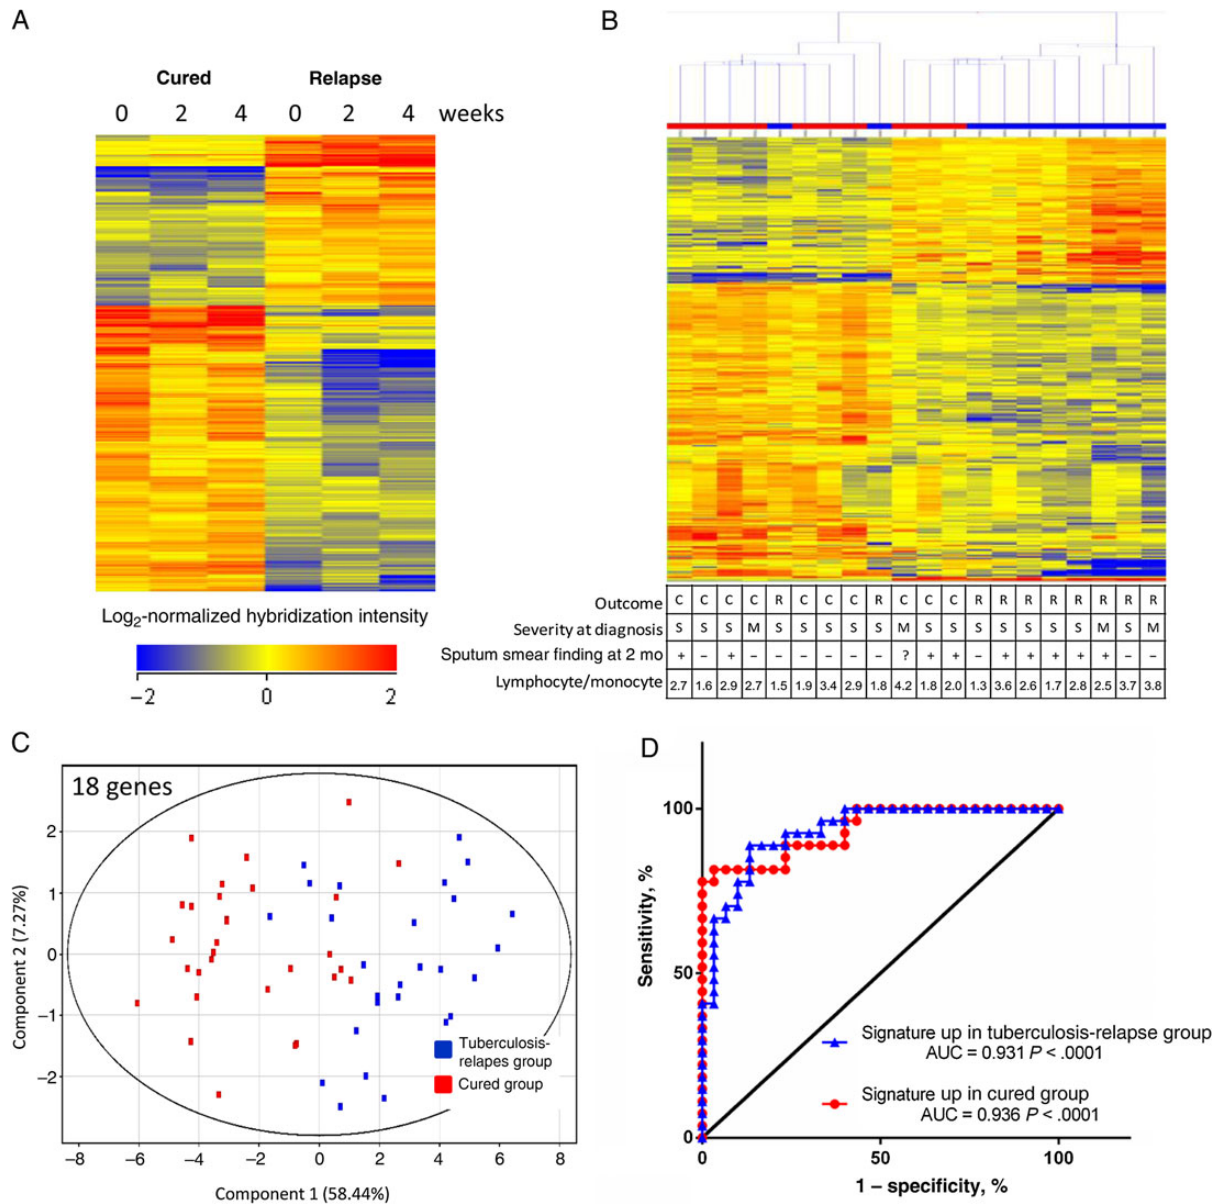 A
Cured Relapse
0 2 4 0 2 4 weeks
Log2-normalized hybridization intensity
−2 0 2
B
Outcome C C C C R C C C R C C C R R R R R R R R
Severity at diagnosis S S S M S S S S S M S S S S S S S M S M
Sputum smear finding at 2 mo + − + − − − − − − ? + + − + + + + + − −
Lymphocyte/monocyte 2.7 1.6 2.9 2.7 1.5 1.9 3.4 2.9 1.8 4.2 1.8 2.0 1.3 3.6 2.6 1.7 2.8 2.5 3.7 3.8
C
18 genes
Component 2 (7.27%)
2
1
0
−1
−2
Tuberculosis-
relapes group
Cured group
−8 −6 −4 −2 0 2 4 6 8
Component 1 (58.44%)
D
Sensitivity, %
100
50
0
Signature up in tuberculosis-relapse group
AUC = 0.931 P < .0001
Signature up in cured group
AUC = 0.936 P < .0001
0 50 100
1 – specificity, %